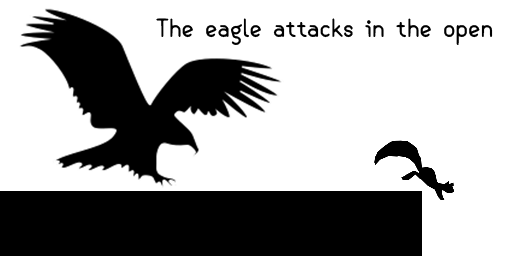 The eagle attacks in the open